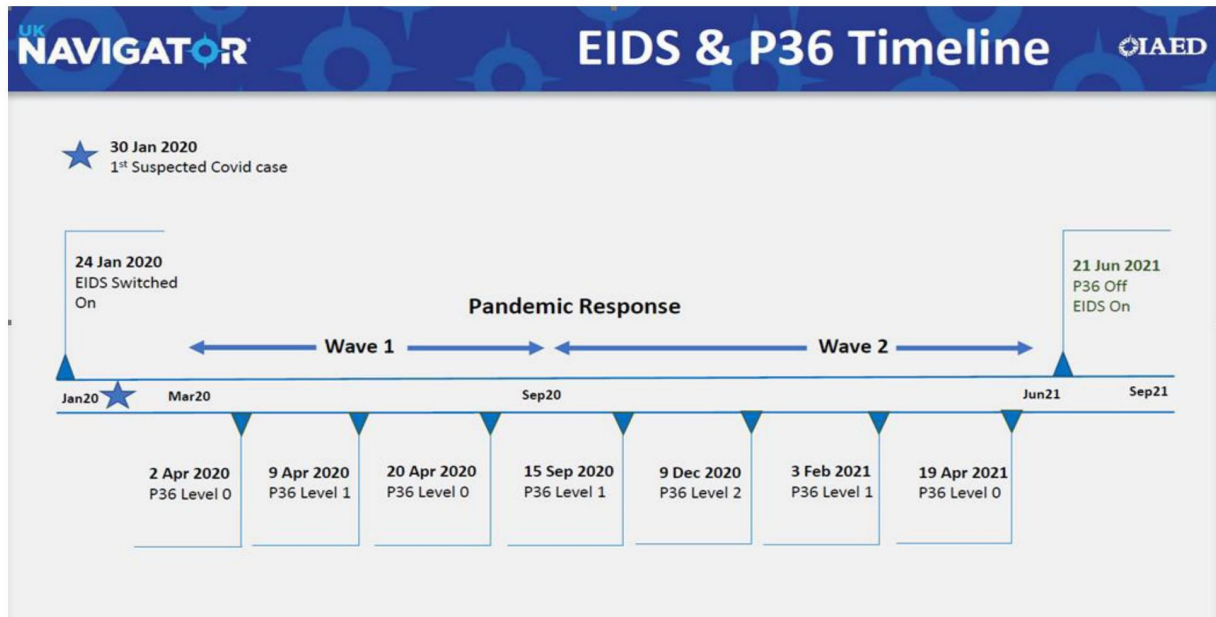 UK
NAVIGATOR®
EIDS & P36 Timeline
IAED
30 Jan 2020
1st Suspected Covid case
24 Jan 2020
EIDS Switched
On
21 Jun 2021
P36 Off
EIDS On
Pandemic Response
Wave 1
Wave 2
Jan20
Mar20
Sep20
Jun21
Sep21
2 Apr 2020
P36 Level 0
9 Apr 2020
P36 Level 1
20 Apr 2020
P36 Level 0
15 Sep 2020
P36 Level 1
9 Dec 2020
P36 Level 2
3 Feb 2021
P36 Level 1
19 Apr 2021
P36 Level 0